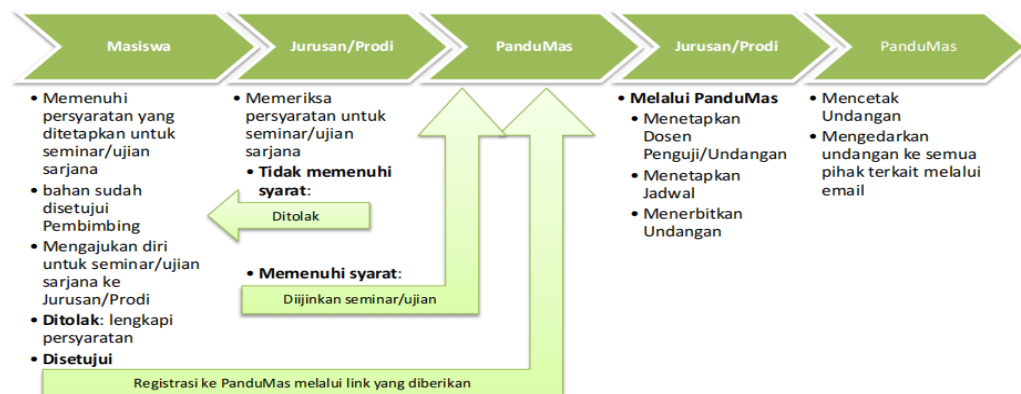 Masiswa
Jurusan/Prodi
PanduMas
Jurusan/Prodi
PanduMas
• Memenuhi
persyaratan yang
ditetapkan untuk
seminar/ujian
sarjana
• bahan sudah
disetujui
Pembimbing
• Mengajukan diri
untuk seminar/ujian
sarjana ke
Jurusan/Prodi
• Ditolak: lengkapi
persyaratan
• Disetujui
• Memeriksa
persyaratan untuk
seminar/ujian
sarjana
• Tidak memenuhi
syarat:
Ditolak
• Memenuhi syarat:
Diijinkan seminar/ujian
Registrasi ke PanduMas melalui link yang diberikan
• Melalui PanduMas
• Menetapkan
Dosen
Penguji/Undangan
• Menetapkan
Jadwal
• Menerbitkan
Undangan
• Mencetak
Undangan
• Mengedarkan
undangan ke semua
pihak terkait melalui
email